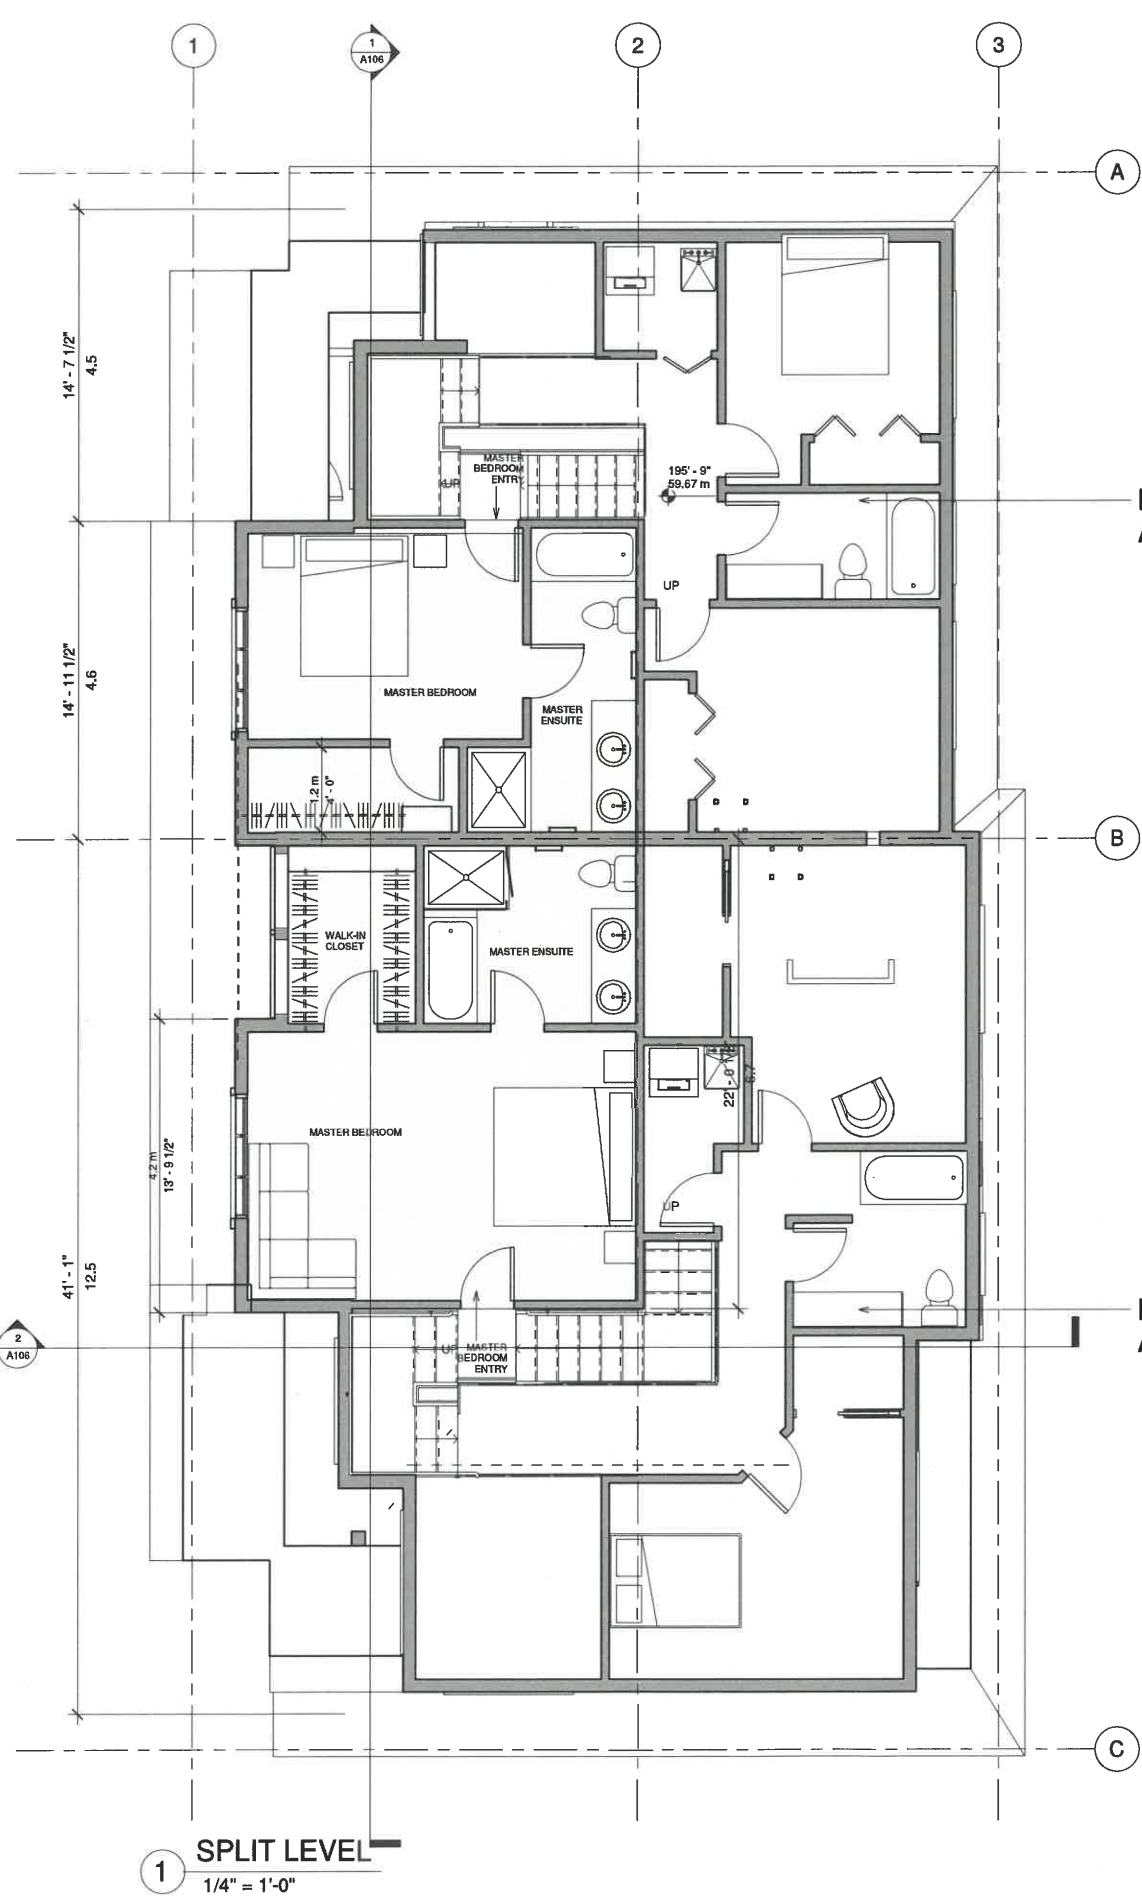 1
1
A106
2
3
A
14' - 7 1/2"
4.5
MASTER
BEDROOM
ENTRY
UP
195' - 9"
59.67 m
UP
14' - 11 1/2"
4.6
MASTER BEDROOM
MASTER
ENSUITE
1.2 m
4' - 0"
B
WALK-IN
CLOSET
MASTER ENSUITE
6.7
MASTER BEDROOM
4.2 m
13' - 9 1/2"
UP
41' - 1"
12.5
2
A106
UP
MASTER
BEDROOM
ENTRY
C
1
SPLIT LEVEL
1/4" = 1'-0"